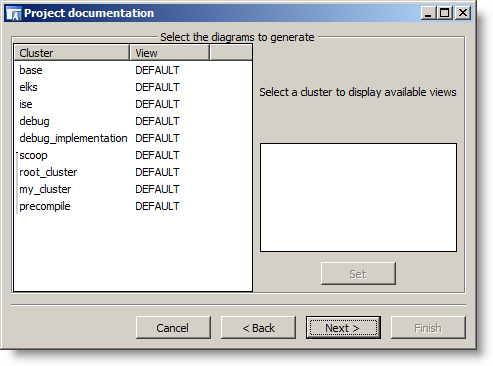 Project documentation
Select the diagrams to generate
Cluster View
base DEFAULT
elks DEFAULT
ise DEFAULT
debug DEFAULT
debug_implementation DEFAULT
scoop DEFAULT
root_cluster DEFAULT
my_cluster DEFAULT
precompile DEFAULT
Select a cluster to display available views
Set
Cancel < Back Next > Finish